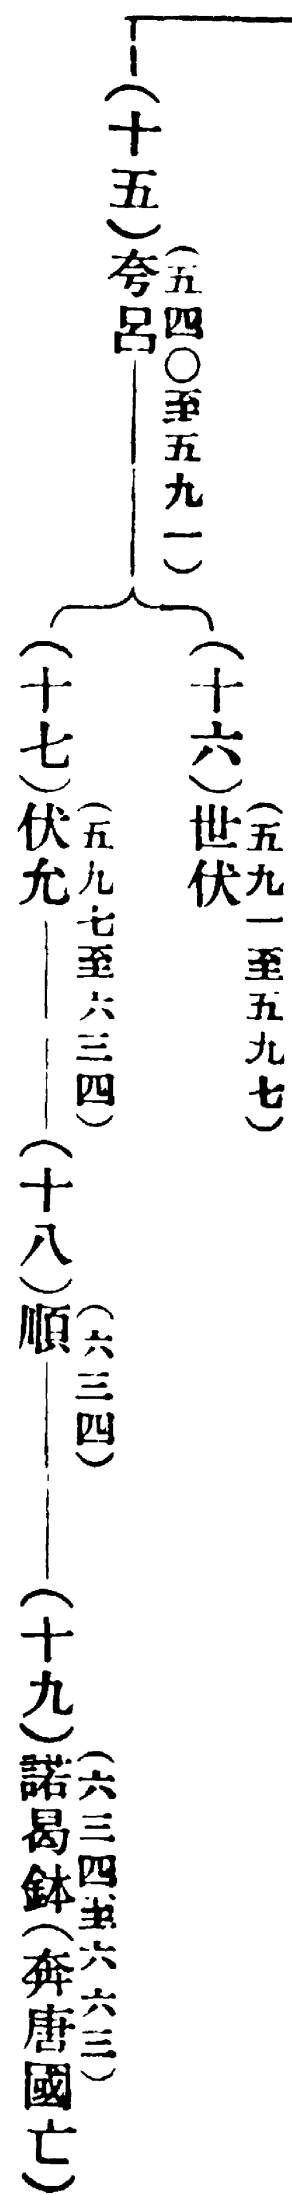 (十五)夸呂
(五四〇至五九一)
(十六)世伏
(五九一至五九七)
(十七)伏允
(五九七至六三四)
(十八)順
(六三四)
(十九)諾曷鉢(奔唐國亡)
(六三四至六六三)